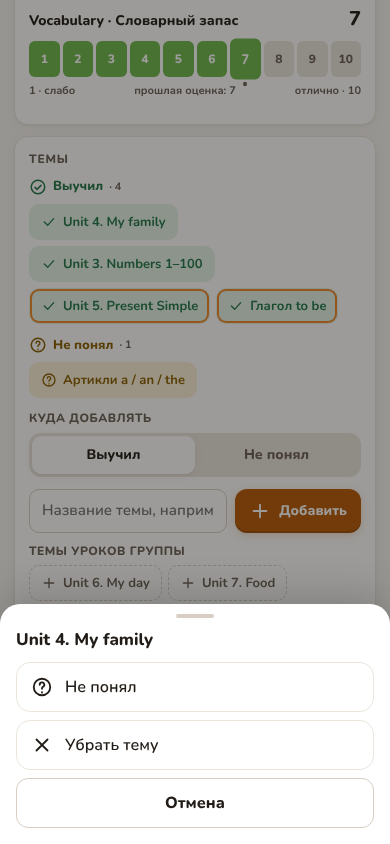 Vocabulary · Словарный запас 7
1 2 3 4 5 6 7 8 9 10
1 · слабо прошлая оценка: 7 отлично · 10
ТЕМЫ
Выучил · 4
Unit 4. My family
Unit 3. Numbers 1–100
Unit 5. Present Simple Глагол to be
Не понял · 1
Артикли a / an / the
КУДА ДОБАВЛЯТЬ
Выучил Не понял
Название темы, наприм Добавить
ТЕМЫ УРОКОВ ГРУППЫ
Unit 6. My day Unit 7. Food
Unit 4. My family
Не понял
Убрать тему
Отмена